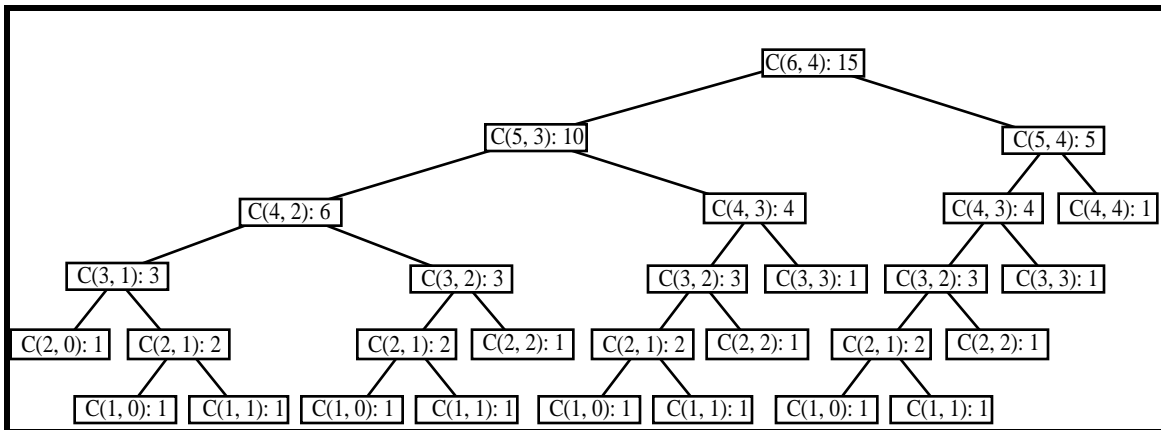 C(6, 4): 15
C(5, 3): 10
C(5, 4): 5
C(4, 2): 6
C(4, 3): 4
C(4, 3): 4
C(4, 4): 1
C(3, 1): 3
C(3, 2): 3
C(3, 2): 3
C(3, 3): 1
C(3, 2): 3
C(3, 3): 1
C(2, 0): 1
C(2, 1): 2
C(2, 1): 2
C(2, 2): 1
C(2, 1): 2
C(2, 2): 1
C(2, 1): 2
C(2, 2): 1
C(1, 0): 1
C(1, 1): 1
C(1, 0): 1
C(1, 1): 1
C(1, 0): 1
C(1, 1): 1
C(1, 0): 1
C(1, 1): 1